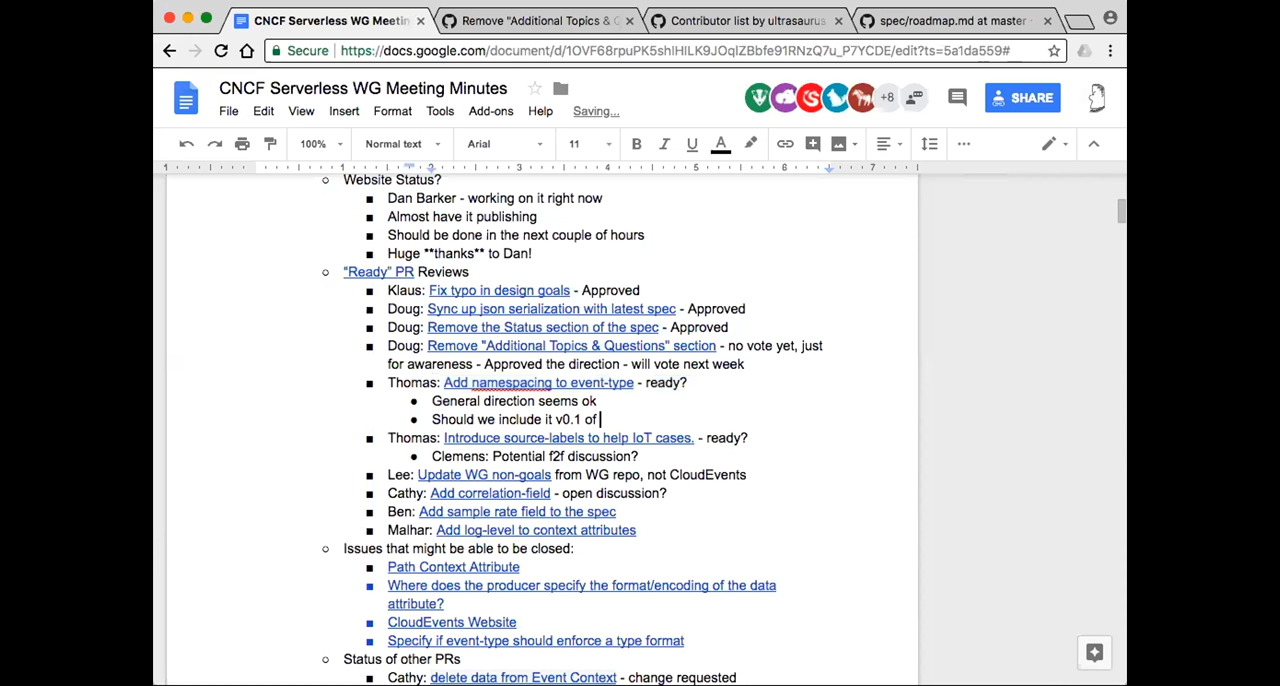 CNCF Serverless WG Meetin
Remove "Additional Topics & Q
Contributor list by ultrasaurus
spec/roadmap.md at master
Secure
https://docs.google.com/document/d/1OVF68rpuPK5shIHILK9JOqlZBbfe91RNzQ7u_P7YCDE/edit?ts=5a1da559#
CNCF Serverless WG Meeting Minutes
+8
SHARE
File Edit View Insert Format Tools Add-ons Help Saving...
100% Normal text Arial 11 B I U A
1 1 2 3 4 5 6 7
Website Status?
Dan Barker - working on it right now
Almost have it publishing
Should be done in the next couple of hours
Huge **thanks** to Dan!
"Ready" PR Reviews
Klaus: Fix typo in design goals - Approved
Doug: Sync up json serialization with latest spec - Approved
Doug: Remove the Status section of the spec - Approved
Doug: Remove "Additional Topics & Questions" section - no vote yet, just
for awareness - Approved the direction - will vote next week
Thomas: Add namespacing to event-type - ready?
General direction seems ok
Should we include it v0.1 of
Thomas: Introduce source-labels to help IoT cases. - ready?
Clemens: Potential f2f discussion?
Lee: Update WG non-goals from WG repo, not CloudEvents
Cathy: Add correlation-field - open discussion?
Ben: Add sample rate field to the spec
Malhar: Add log-level to context attributes
Issues that might be able to be closed:
Path Context Attribute
Where does the producer specify the format/encoding of the data
attribute?
CloudEvents Website
Specify if event-type should enforce a type format
Status of other PRs
Cathy: delete data from Event Context - change requested